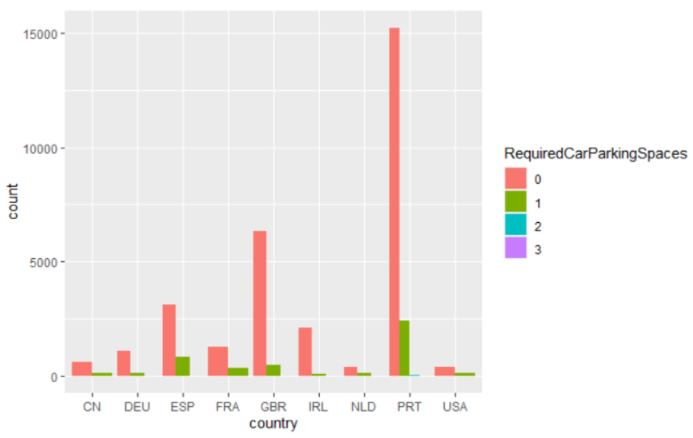 15000
10000
5000
0
count
CN DEU ESP FRA GBR IRL NLD PRT USA
country
RequiredCarParkingSpaces
0
1
2
3